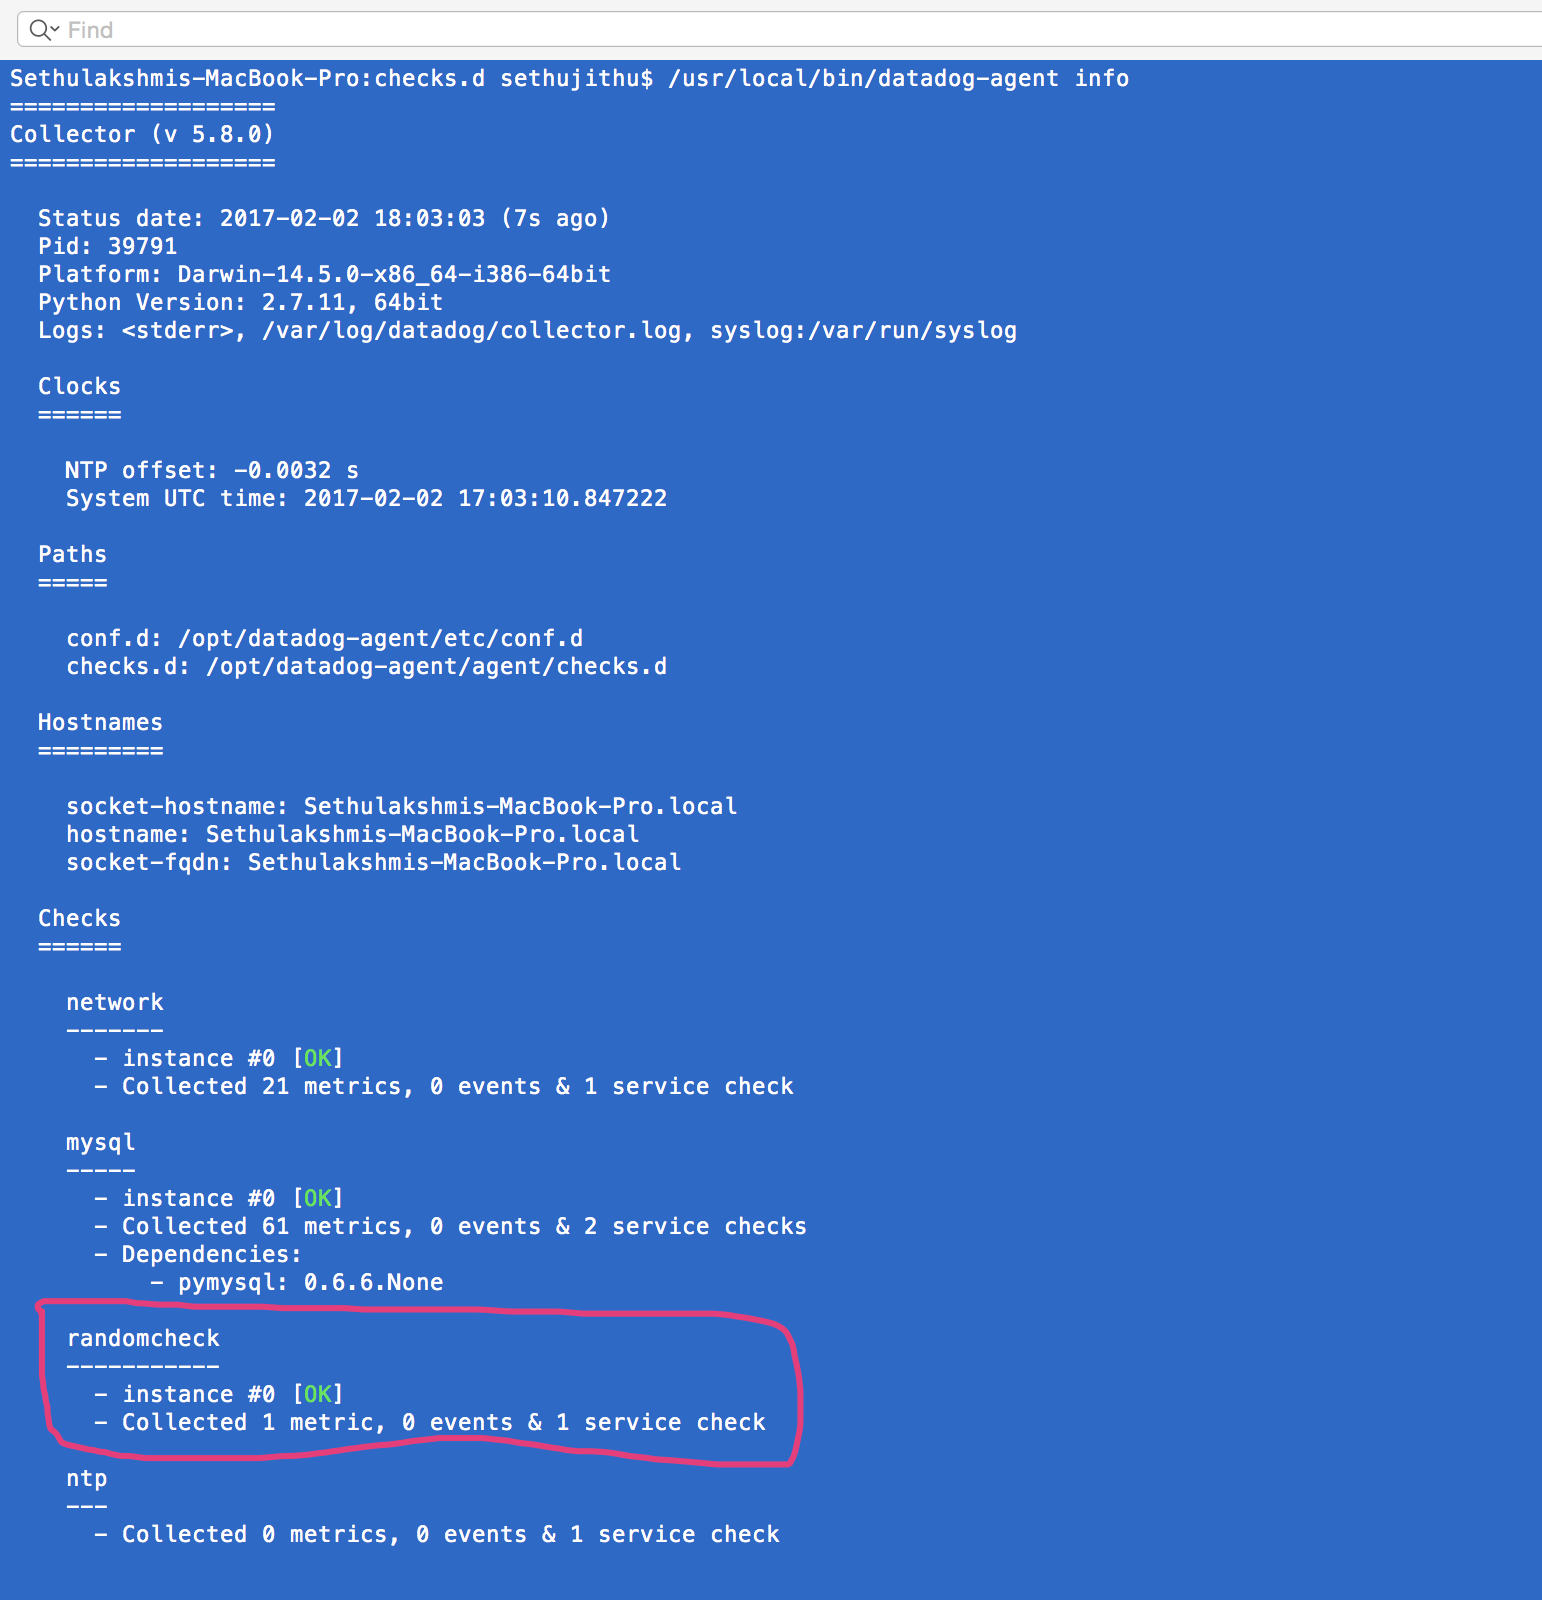 Find
Sethulakshmis-MacBook-Pro:checks.d sethujithu$ /usr/local/bin/datadog-agent info
===================
Collector (v 5.8.0)
===================
Status date: 2017-02-02 18:03:03 (7s ago)
Pid: 39791
Platform: Darwin-14.5.0-x86_64-i386-64bit
Python Version: 2.7.11, 64bit
Logs: <stderr>, /var/log/datadog/collector.log, syslog:/var/run/syslog
Clocks
======
NTP offset: -0.0032 s
System UTC time: 2017-02-02 17:03:10.847222
Paths
=====
conf.d: /opt/datadog-agent/etc/conf.d
checks.d: /opt/datadog-agent/agent/checks.d
Hostnames
=========
socket-hostname: Sethulakshmis-MacBook-Pro.local
hostname: Sethulakshmis-MacBook-Pro.local
socket-fqdn: Sethulakshmis-MacBook-Pro.local
Checks
======
network
-------
- instance #0 [OK]
- Collected 21 metrics, 0 events & 1 service check
mysql
-----
- instance #0 [OK]
- Collected 61 metrics, 0 events & 2 service checks
- Dependencies:
- pymysql: 0.6.6.None
randomcheck
-----------
- instance #0 [OK]
- Collected 1 metric, 0 events & 1 service check
ntp
---
- Collected 0 metrics, 0 events & 1 service check